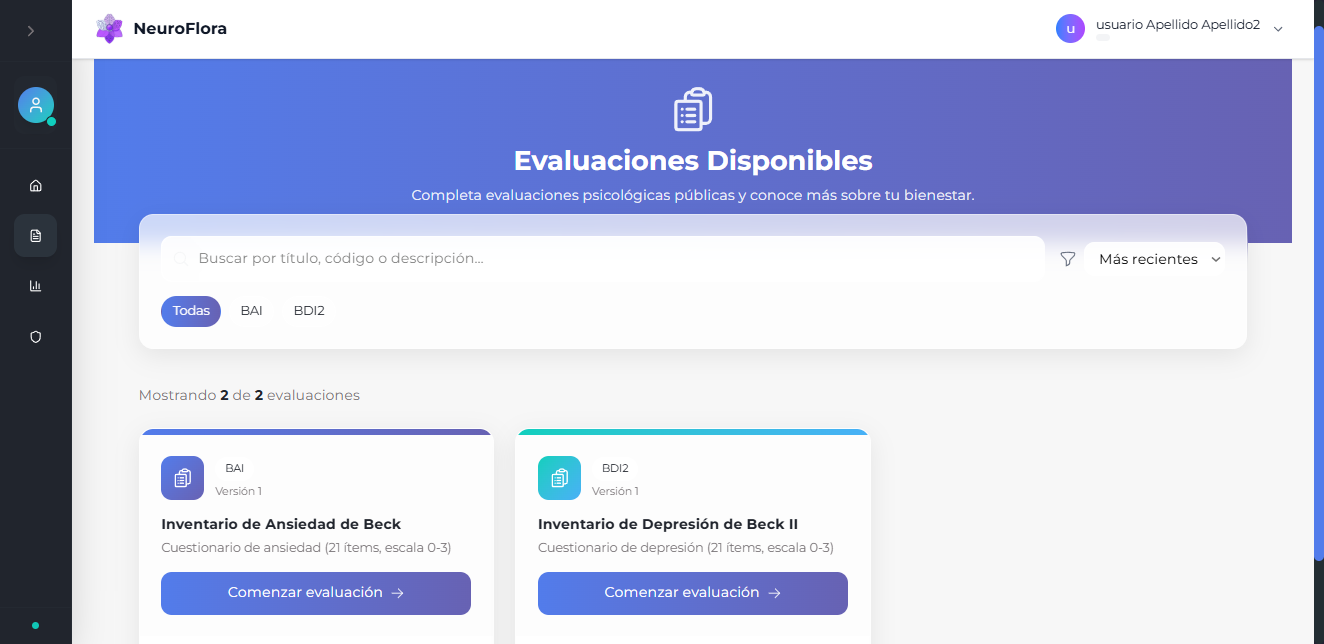 NeuroFlora
u
usuario Apellido Apellido2
Evaluaciones Disponibles
Completa evaluaciones psicológicas públicas y conoce más sobre tu bienestar.
Buscar por título, código o descripción...
Más recientes
Todas
BAI
BDI2
Mostrando 2 de 2 evaluaciones
BAI
Versión 1
Inventario de Ansiedad de Beck
Cuestionario de ansiedad (21 ítems, escala 0-3)
Comenzar evaluación →
BDI2
Versión 1
Inventario de Depresión de Beck II
Cuestionario de depresión (21 ítems, escala 0-3)
Comenzar evaluación →